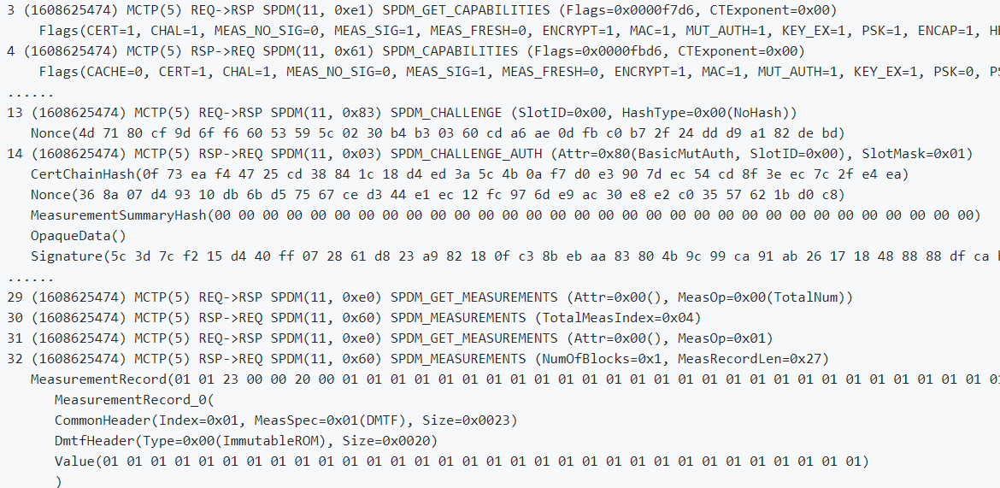 3 (1608625474) MCTP(5) REQ->RSP SPDM(11, 0xe1) SPDM_GET_CAPABILITIES (Flags=0x0000f7d6, CTExponent=0x00)
Flags(CERT=1, CHAL=1, MEAS_NO_SIG=0, MEAS_SIG=1, MEAS_FRESH=0, ENCRYPT=1, MAC=1, MUT_AUTH=1, KEY_EX=1, PSK=1, ENCAP=1, H
4 (1608625474) MCTP(5) RSP->REQ SPDM(11, 0x61) SPDM_CAPABILITIES (Flags=0x0000fbd6, CTExponent=0x00)
Flags(CACHE=0, CERT=1, CHAL=1, MEAS_NO_SIG=0, MEAS_SIG=1, MEAS_FRESH=0, ENCRYPT=1, MAC=1, MUT_AUTH=1, KEY_EX=1, PSK=0, PS
......
13 (1608625474) MCTP(5) REQ->RSP SPDM(11, 0x83) SPDM_CHALLENGE (SlotID=0x00, HashType=0x00(NoHash))
Nonce(4d 71 80 cf 9d 6f f6 60 53 59 5c 02 30 b4 b3 03 60 cd a6 ae 0d fb c0 b7 2f 24 dd d9 a1 82 de bd)
14 (1608625474) MCTP(5) RSP->REQ SPDM(11, 0x03) SPDM_CHALLENGE_AUTH (Attr=0x80(BasicMutAuth, SlotID=0x00), SlotMask=0x01)
CertChainHash(0f 73 ea f4 47 25 cd 38 84 1c 18 d4 ed 3a 5c 4b 0a f7 d0 e3 90 7d ec 54 cd 8f 3e ec 7c 2f e4 ea)
Nonce(36 8a 07 d4 93 10 db 6b d5 75 67 ce d3 44 e1 ec 12 fc 97 6d e9 ac 30 e8 e2 c0 35 57 62 1b d0 c8)
MeasurementSummaryHash(00 00 00 00 00 00 00 00 00 00 00 00 00 00 00 00 00 00 00 00 00 00 00 00 00 00 00 00 00 00 00 00)
OpaqueData()
Signature(5c 3d 7c f2 15 d4 40 ff 07 28 61 d8 23 a9 82 18 0f c3 8b eb aa 83 80 4b 9c 99 ca 91 ab 26 17 18 48 88 88 df ca
......
29 (1608625474) MCTP(5) REQ->RSP SPDM(11, 0xe0) SPDM_GET_MEASUREMENTS (Attr=0x00(), MeasOp=0x00(TotalNum))
30 (1608625474) MCTP(5) RSP->REQ SPDM(11, 0x60) SPDM_MEASUREMENTS (TotalMeasIndex=0x04)
31 (1608625474) MCTP(5) REQ->RSP SPDM(11, 0xe0) SPDM_GET_MEASUREMENTS (Attr=0x00(), MeasOp=0x01)
32 (1608625474) MCTP(5) RSP->REQ SPDM(11, 0x60) SPDM_MEASUREMENTS (NumOfBlocks=0x1, MeasRecordLen=0x27)
MeasurementRecord(01 01 23 00 00 20 00 01 01 01 01 01 01 01 01 01 01 01 01 01 01 01 01 01 01 01 01 01 01 01 01 01 01 01
MeasurementRecord_0(
CommonHeader(Index=0x01, MeasSpec=0x01(DMTF), Size=0x0023)
DmtfHeader(Type=0x00(ImmutableROM), Size=0x0020)
Value(01 01 01 01 01 01 01 01 01 01 01 01 01 01 01 01 01 01 01 01 01 01 01 01 01 01 01 01 01 01 01 01)
)